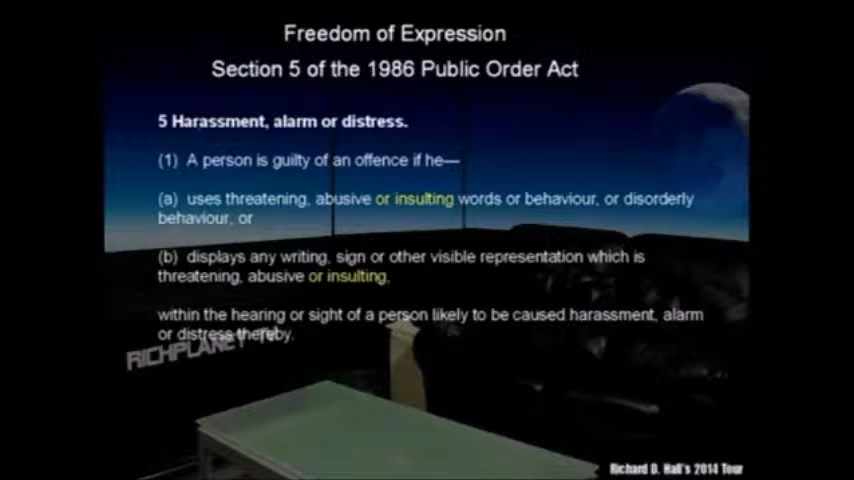 Freedom of Expression
Section 5 of the 1986 Public Order Act
5 Harassment, alarm or distress.
(1) A person is guilty of an offence if he—
(a) uses threatening, abusive or insulting words or behaviour, or disorderly
behaviour, or
(b) displays any writing, sign or other visible representation which is
threatening, abusive or insulting,
within the hearing or sight of a person likely to be caused harassment, alarm
or distress thereby.
RICHPLANET
Richard D. Hall's 2014 Tour